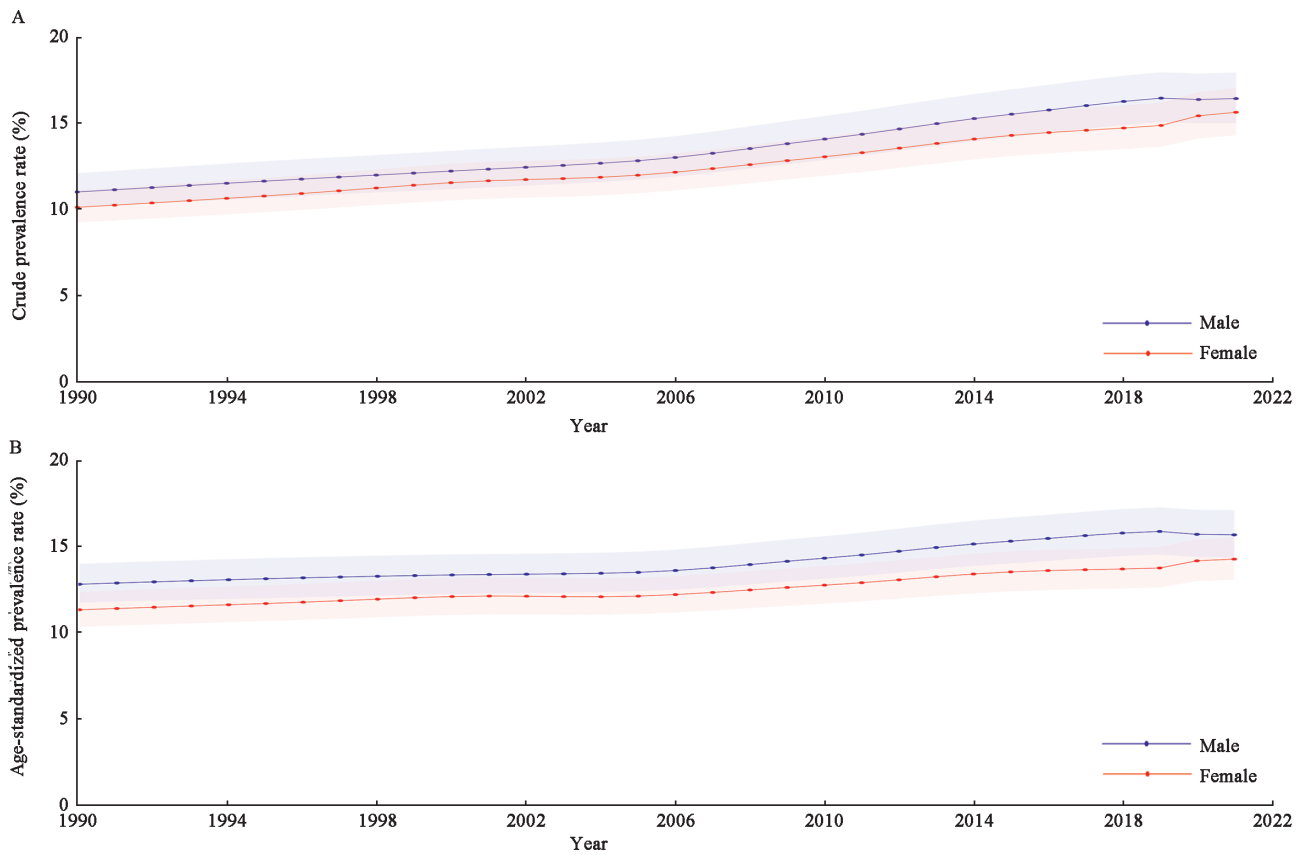 A
Crude prevalence rate (%)
20
15
10
5
0
Male
Female
1990 1994 1998 2002 2006 2010 2014 2018 2022
Year
B
Age-standardized prevalence rate (%)
20
15
10
5
0
Male
Female
1990 1994 1998 2002 2006 2010 2014 2018 2022
Year